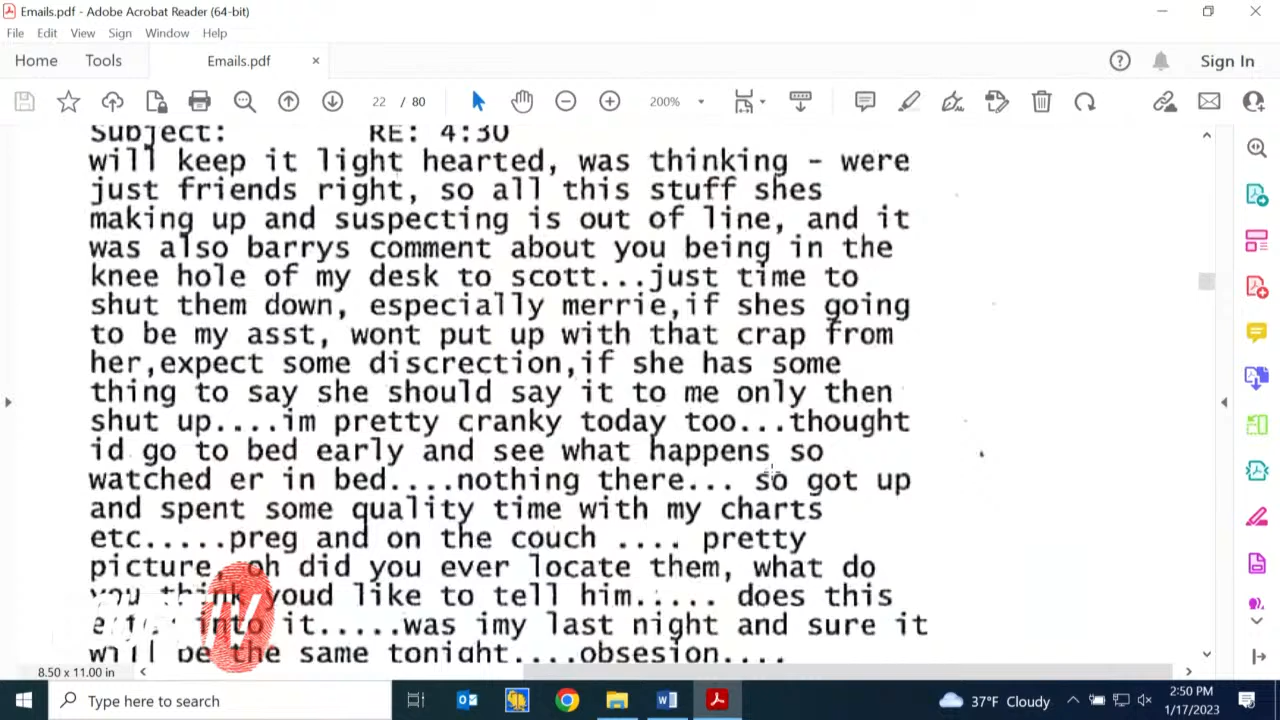 Emails.pdf - Adobe Acrobat Reader (64-bit)
File Edit View Sign Window Help
Home Tools Emails.pdf × Sign In
22 / 80 200%
Subject: RE: 4:30
will keep it light hearted, was thinking - were
just friends right, so all this stuff shes
making up and suspecting is out of line, and it
was also barrys comment about you being in the
knee hole of my desk to scott...just time to
shut them down, especially merrie,if shes going
to be my asst, wont put up with that crap from
her,expect some discrection,if she has some
thing to say she should say it to me only then
shut up....im pretty cranky today too...thought
id go to bed early and see what happens so
watched er in bed....nothing there... so got up
and spent some quality time with my charts
etc.....preg and on the couch .... pretty
picture, oh did you ever locate them, what do
you think youd like to tell him..... does this
into it.....was imy last night and sure it
will be the same tonight....obsesion....
8.50 x 11.00 in
Type here to search
37°F Cloudy
2:50 PM
1/17/2023